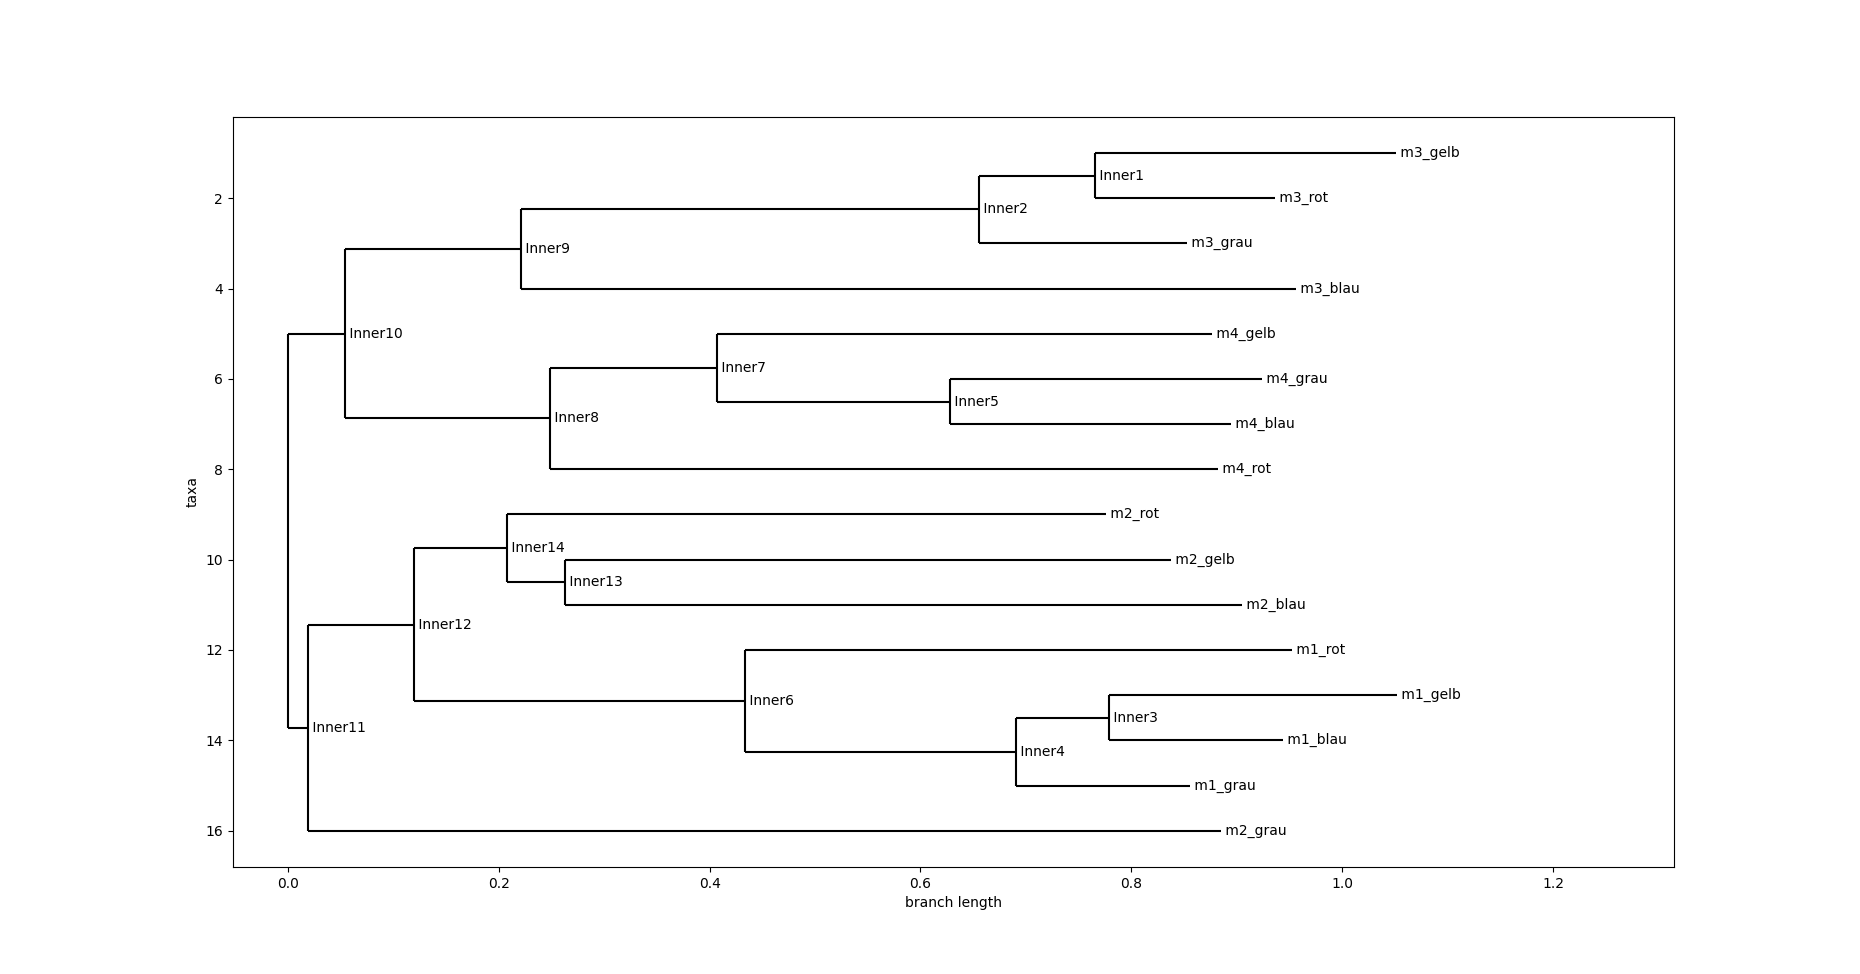 m3_gelb
Inner1
m3_rot
Inner2
m3_grau
Inner9
m3_blau
Inner10
m4_gelb
Inner7
m4_grau
Inner5
m4_blau
Inner8
m4_rot
m2_rot
Inner14
m2_gelb
Inner13
m2_blau
Inner12
m1_rot
m1_gelb
Inner6
Inner3
Inner11
m1_blau
Inner4
m1_grau
m2_grau
2
4
6
8
10
12
14
16
taxa
0.0 0.2 0.4 0.6 0.8 1.0 1.2
branch length